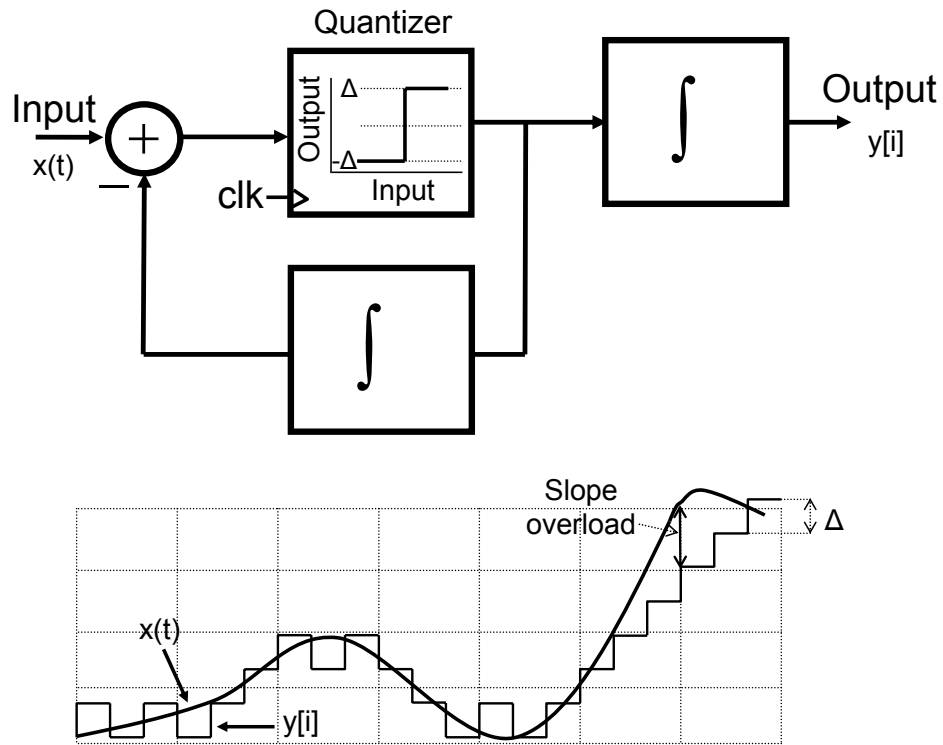 Quantizer
Input
x(t)
+
−
Output
Δ
-Δ
Input
clk
∫
∫
Output
y[i]
Slope
overload
Δ
x(t)
y[i]